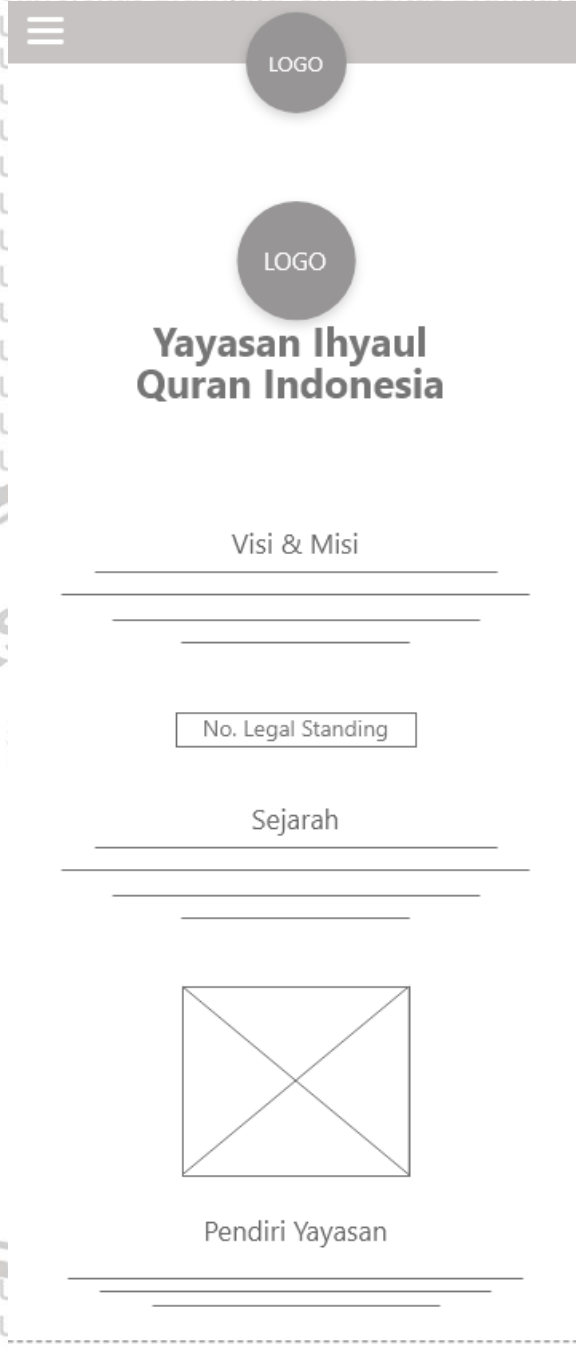 LOGO
LOGO
Yayasan Ihyaul
Quran Indonesia
Visi & Misi
No. Legal Standing
Sejarah
Pendiri Yayasan